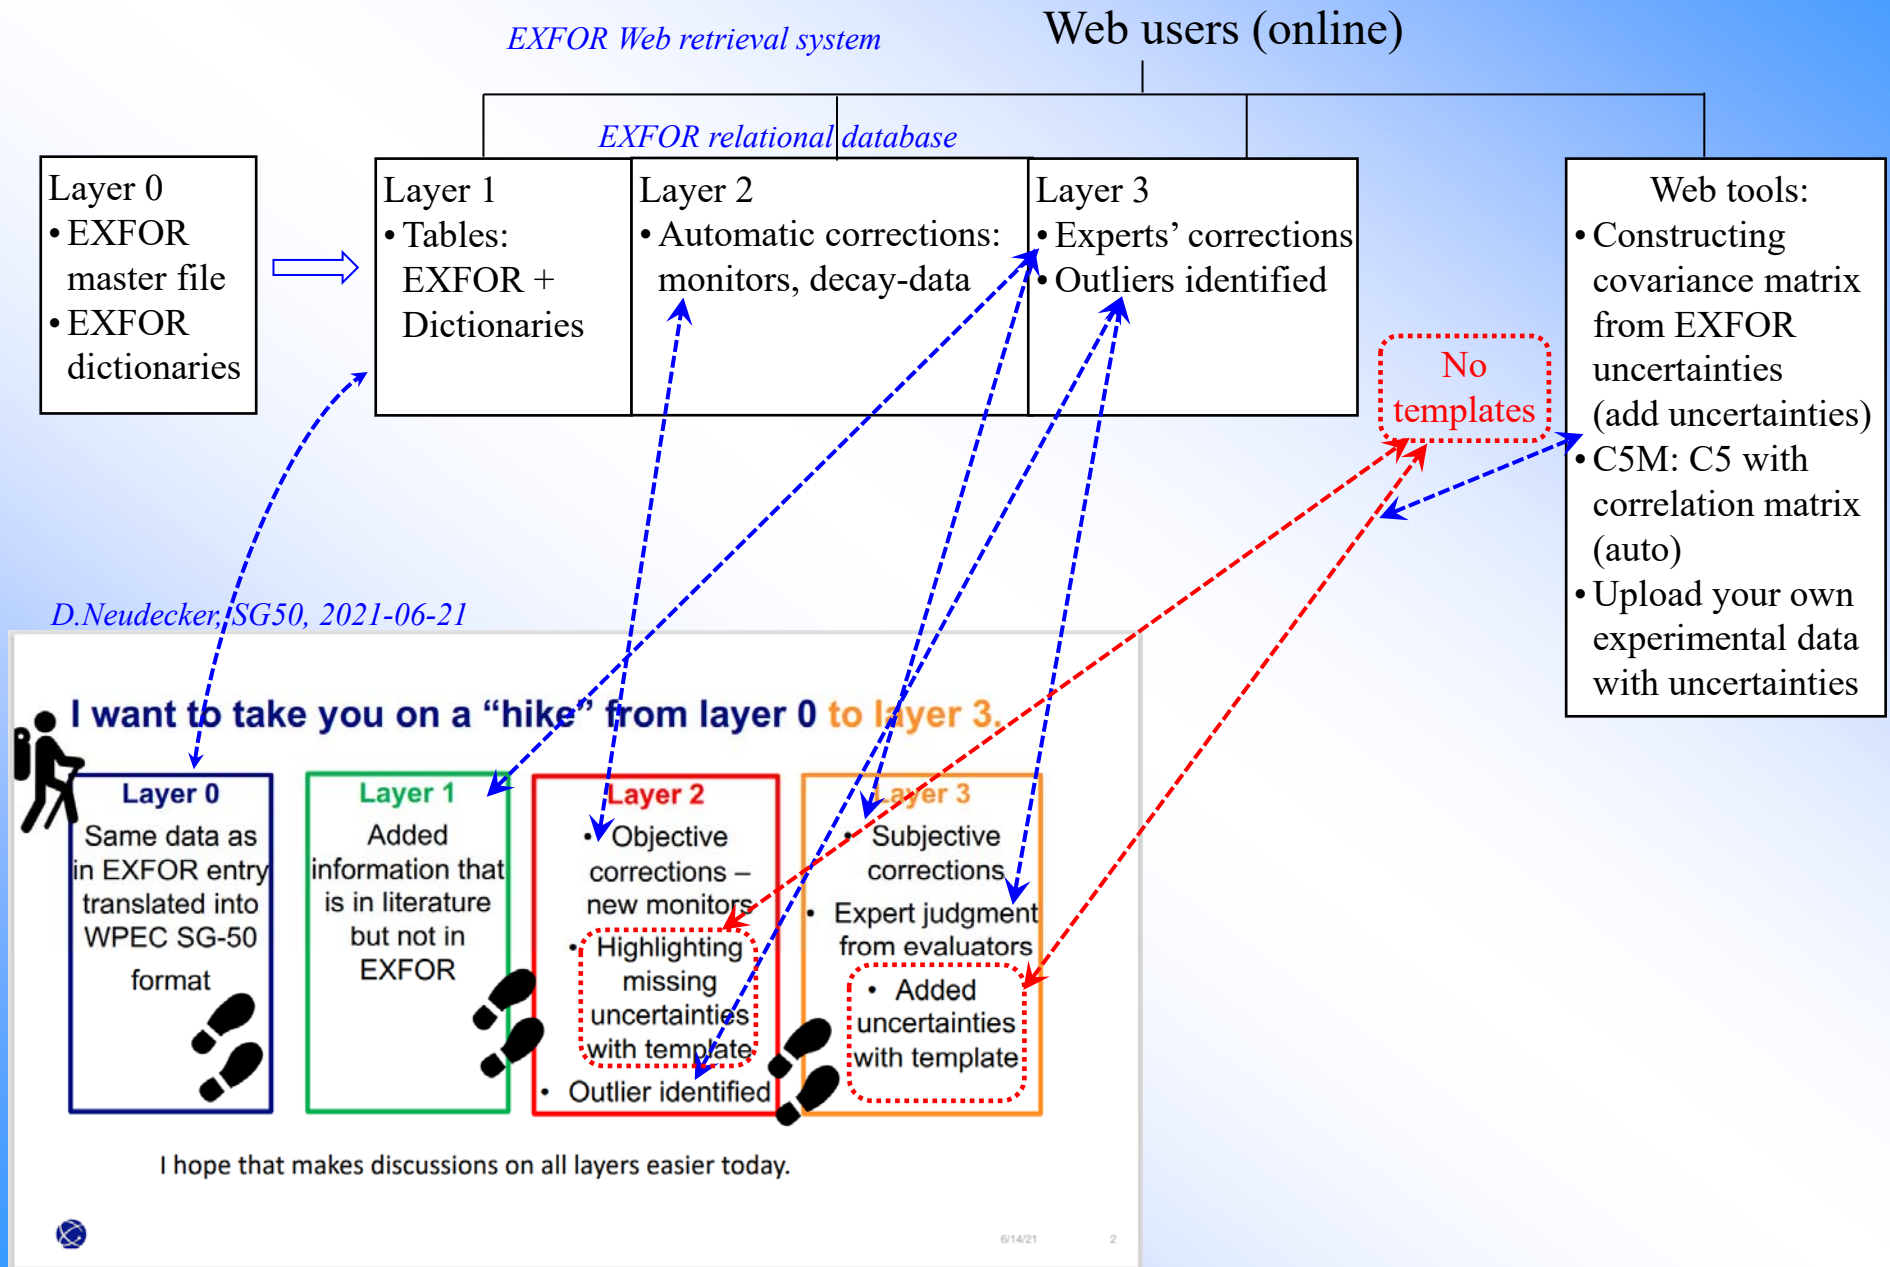 EXFOR Web retrieval system
Web users (online)
EXFOR relational database
Layer 0
• EXFOR
master file
• EXFOR
dictionaries
Layer 1
• Tables:
EXFOR +
Dictionaries
Layer 2
• Automatic corrections:
monitors, decay-data
Layer 3
• Experts’ corrections
• Outliers identified
No
templates
Web tools:
• Constructing
covariance matrix
from EXFOR
uncertainties
(add uncertainties)
• C5M: C5 with
correlation matrix
(auto)
• Upload your own
experimental data
with uncertainties
D.Neudecker, SG50, 2021-06-21
I want to take you on a “hike” from layer 0 to layer 3.
Layer 0
Same data as
in EXFOR entry
translated into
WPEC SG-50
format
Layer 1
Added
information that
is in literature
but not in
EXFOR
Layer 2
• Objective
corrections –
new monitors
• Highlighting
missing
uncertainties
with template
• Outlier identified
Layer 3
• Subjective
corrections
• Expert judgment
from evaluators
• Added
uncertainties
with template
I hope that makes discussions on all layers easier today.
6/14/21
2